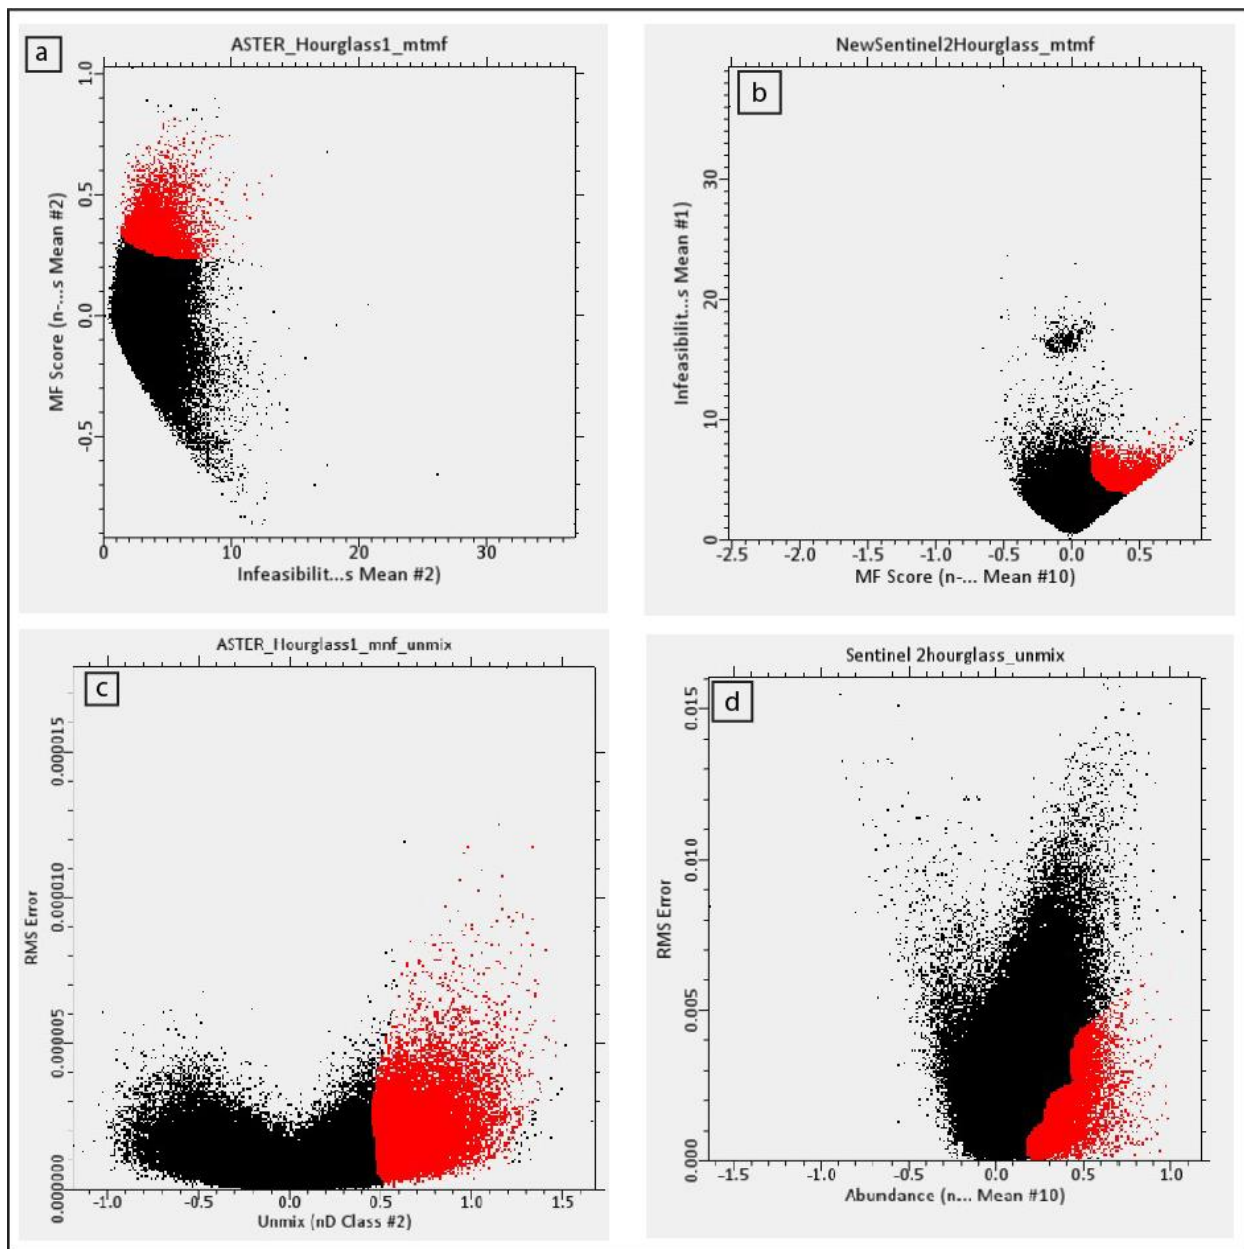 a
ASTER_Hourglass1_mtmf
1.0
0.5
0.0
-0.5
MF Score (n-...s Mean #2)
0 10 20 30
Infeasibilit...s Mean #2)
b
NewSentinel2Hourglass_mtmf
30
20
10
0
Infeasibilit...s Mean #1)
-2.5 -2.0 -1.5 -1.0 -0.5 0.0 0.5
MF Score (n-... Mean #10)
c
ASTER_Hourglass1_mnf_unmix
0.000015
0.000010
0.000005
0.000000
RMS Error
-1.0 -0.5 0.0 0.5 1.0 1.5
Unmix (nD Class #2)
d
Sentinel 2hourglass_unmix
0.015
0.010
0.005
0.000
RMS Error
-1.5 -1.0 -0.5 0.0 0.5 1.0
Abundance (n... Mean #10)